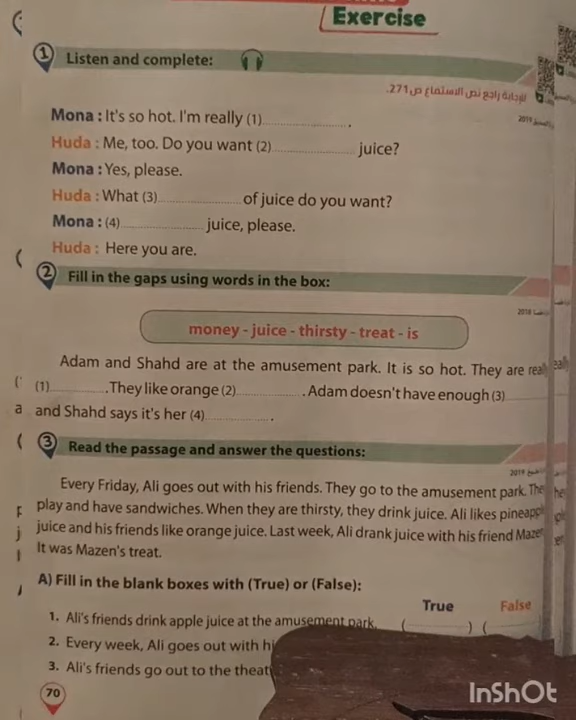 Exercise
1 Listen and complete:
للإجابة راجع نص الاستماع ص 271.
2019
Mona : It's so hot. I'm really (1)................ .
Huda : Me, too. Do you want (2)................ juice?
Mona : Yes, please.
Huda : What (3)................ of juice do you want?
Mona : (4)................ juice, please.
Huda : Here you are.
2 Fill in the gaps using words in the box:
2018
money - juice - thirsty - treat - is
Adam and Shahd are at the amusement park. It is so hot. They are really
(1)................ .They like orange (2)................ . Adam doesn't have enough (3)
and Shahd says it's her (4)................ .
3 Read the passage and answer the questions:
2019
Every Friday, Ali goes out with his friends. They go to the amusement park. The
play and have sandwiches. When they are thirsty, they drink juice. Ali likes pineappl
juice and his friends like orange juice. Last week, Ali drank juice with his friend Mazen
It was Mazen's treat.
A) Fill in the blank boxes with (True) or (False):
True False
1. Ali's friends drink apple juice at the amusement park. (................) (
2. Every week, Ali goes out with hi
3. Ali's friends go out to the theat
70
InShOt